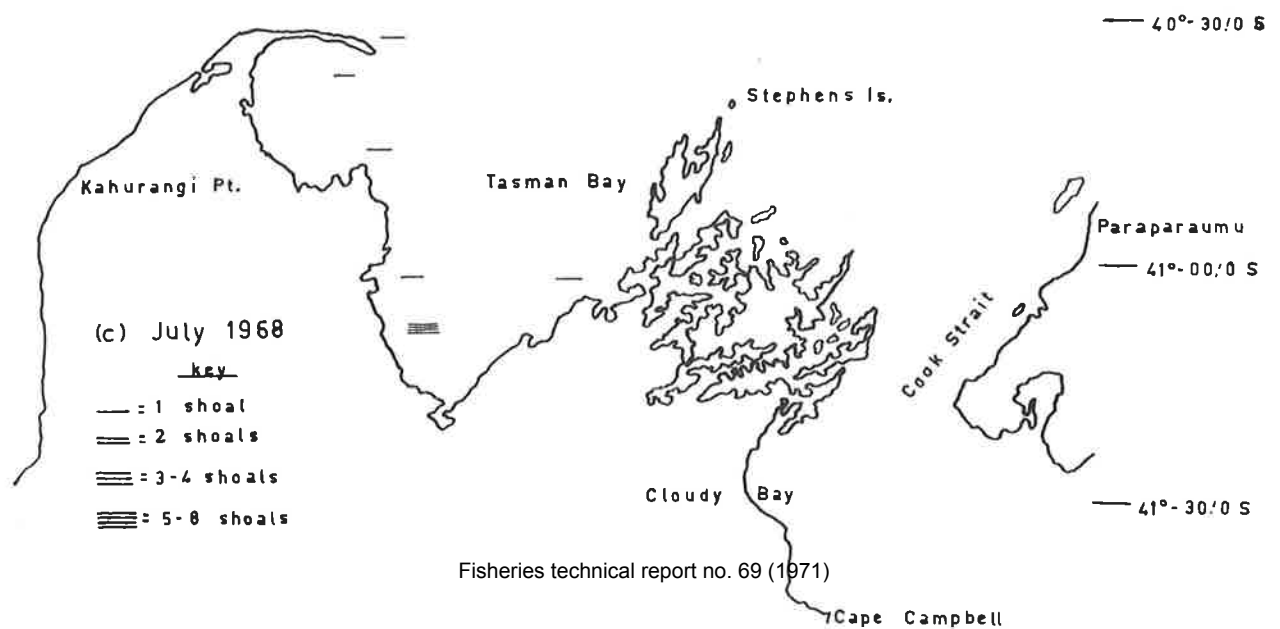 40°-30!0 S
Stephens Is.
Kahurangi Pt.
Tasman Bay
Paraparaumu
41°-00!0 S
Cook Strait
(c) July 1968
key
= 1 shoal
= 2 shoals
= 3-4 shoals
= 5-8 shoals
Cloudy Bay
41°-30!0 S
Fisheries technical report no. 69 (1971)
Cape Campbell